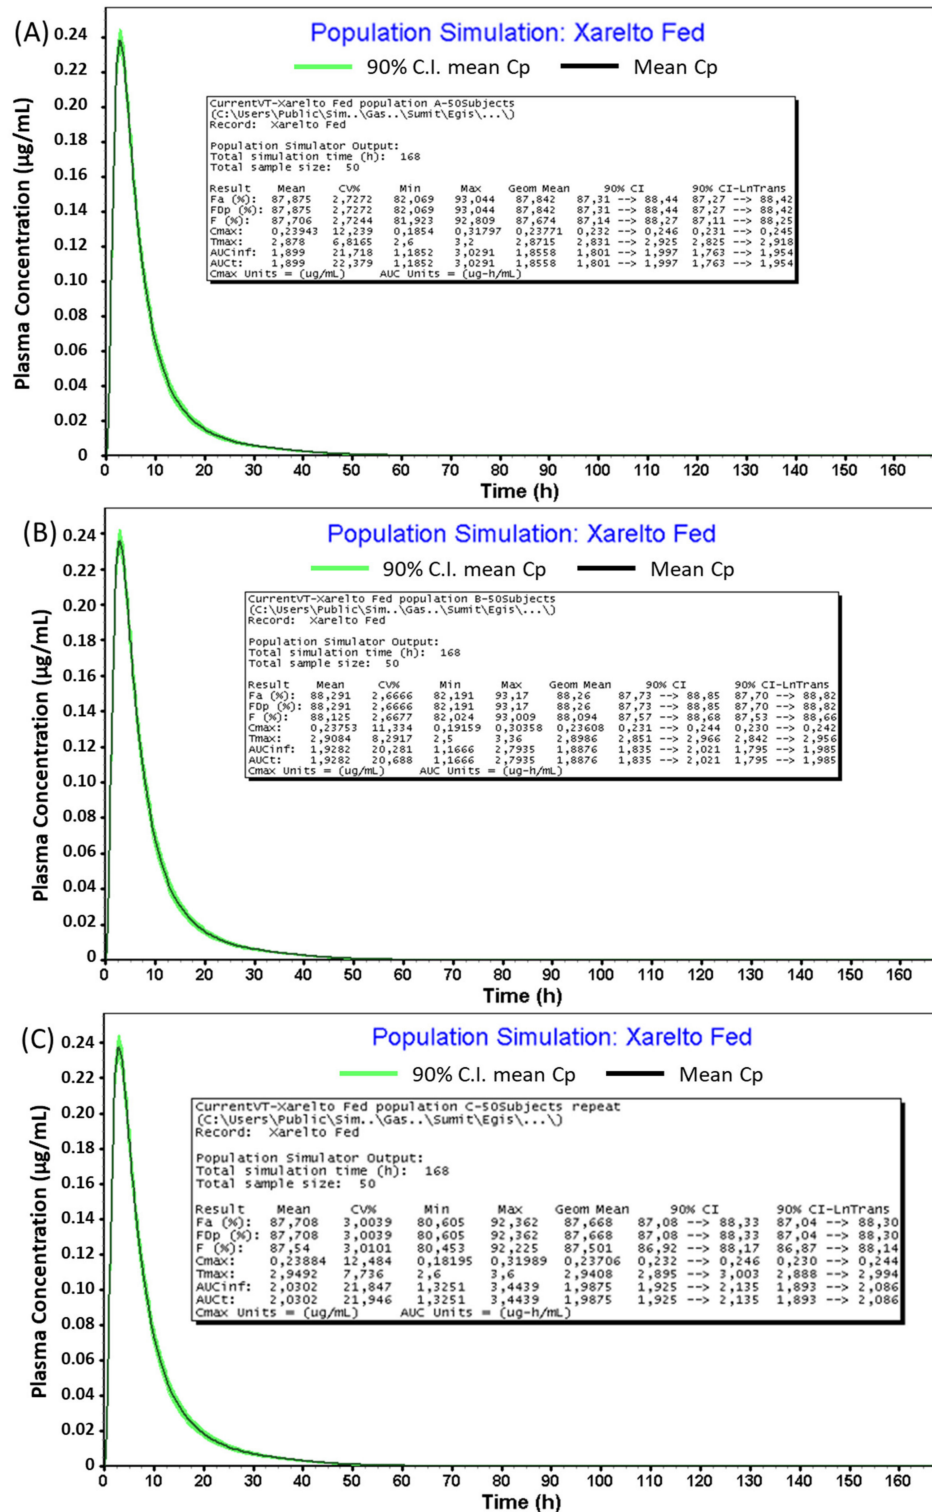 (A)
Population Simulation: Xarelto Fed
90% C.I. mean Cp Mean Cp
CurrentVT-Xarelto Fed population A-50Subjects
(C:\Users\Public\Sim..\Gas..\Sumit\Egis\...\)
Record: Xarelto Fed
Population Simulator Output:
Total simulation time (h): 168
Total sample size: 50
Result Mean CV% Min Max Geom Mean 90% CI 90% CI-LnTrans
Fa (%): 87,875 2,7272 82,069 93,044 87,842 87,31 --> 88,44 87,27 --> 88,42
FDp (%): 87,875 2,7272 82,069 93,044 87,842 87,31 --> 88,44 87,27 --> 88,42
F (%): 87,706 2,7244 81,923 92,809 87,674 87,14 --> 88,27 87,11 --> 88,25
Cmax: 0,23943 12,239 0,1854 0,31797 0,23771 0,232 --> 0,246 0,231 --> 0,245
Tmax: 2,878 6,8165 2,6 3,2 2,8715 2,831 --> 2,925 2,825 --> 2,918
AUCinf: 1,899 21,718 1,1852 3,0291 1,8558 1,801 --> 1,997 1,763 --> 1,954
AUCt: 1,899 22,379 1,1852 3,0291 1,8558 1,801 --> 1,997 1,763 --> 1,954
Cmax Units = (ug/mL) AUC Units = (ug-h/mL)
Plasma Concentration (µg/mL)
0.24
0.22
0.20
0.18
0.16
0.14
0.12
0.10
0.08
0.06
0.04
0.02
0
0 10 20 30 40 50 60 70 80 90 100 110 120 130 140 150 160
Time (h)
(B)
Population Simulation: Xarelto Fed
90% C.I. mean Cp Mean Cp
CurrentVT-Xarelto Fed population B-50Subjects
(C:\Users\Public\Sim..\Gas..\Sumit\Egis\...\)
Record: Xarelto Fed
Population Simulator Output:
Total simulation time (h): 168
Total sample size: 50
Result Mean CV% Min Max Geom Mean 90% CI 90% CI-LnTrans
Fa (%): 88,291 2,6666 82,191 93,17 88,26 87,73 --> 88,85 87,70 --> 88,82
FDp (%): 88,291 2,6666 82,191 93,17 88,26 87,73 --> 88,85 87,70 --> 88,82
F (%): 88,125 2,6677 82,024 93,009 88,094 87,57 --> 88,68 87,53 --> 88,66
Cmax: 0,23753 11,334 0,19159 0,30358 0,23608 0,231 --> 0,244 0,230 --> 0,242
Tmax: 2,9084 8,2917 2,5 3,36 2,8986 2,851 --> 2,966 2,842 --> 2,956
AUCinf: 1,9282 20,281 1,1666 2,7935 1,8876 1,835 --> 2,021 1,795 --> 1,985
AUCt: 1,9282 20,688 1,1666 2,7935 1,8876 1,835 --> 2,021 1,795 --> 1,985
Cmax Units = (ug/mL) AUC Units = (ug-h/mL)
Plasma Concentration (µg/mL)
0.24
0.22
0.20
0.18
0.16
0.14
0.12
0.10
0.08
0.06
0.04
0.02
0
0 10 20 30 40 50 60 70 80 90 100 110 120 130 140 150 160
Time (h)
(C)
Population Simulation: Xarelto Fed
90% C.I. mean Cp Mean Cp
CurrentVT-Xarelto Fed population C-50Subjects repeat
(C:\Users\Public\Sim..\Gas..\Sumit\Egis\...\)
Record: Xarelto Fed
Population Simulator Output:
Total simulation time (h): 168
Total sample size: 50
Result Mean CV% Min Max Geom Mean 90% CI 90% CI-LnTrans
Fa (%): 87,708 3,0039 80,605 92,362 87,668 87,08 --> 88,33 87,04 --> 88,30
FDp (%): 87,708 3,0039 80,605 92,362 87,668 87,08 --> 88,33 87,04 --> 88,30
F (%): 87,54 3,0101 80,453 92,225 87,501 86,92 --> 88,17 86,87 --> 88,14
Cmax: 0,23884 12,484 0,18195 0,31989 0,23706 0,232 --> 0,246 0,230 --> 0,244
Tmax: 2,9492 7,736 2,6 3,6 2,9408 2,895 --> 3,003 2,888 --> 2,994
AUCinf: 2,0302 21,847 1,3251 3,4439 1,9875 1,925 --> 2,135 1,893 --> 2,086
AUCt: 2,0302 21,946 1,3251 3,4439 1,9875 1,925 --> 2,135 1,893 --> 2,086
Cmax Units = (ug/mL) AUC Units = (ug-h/mL)
Plasma Concentration (µg/mL)
0.24
0.22
0.20
0.18
0.16
0.14
0.12
0.10
0.08
0.06
0.04
0.02
0
0 10 20 30 40 50 60 70 80 90 100 110 120 130 140 150 160
Time (h)